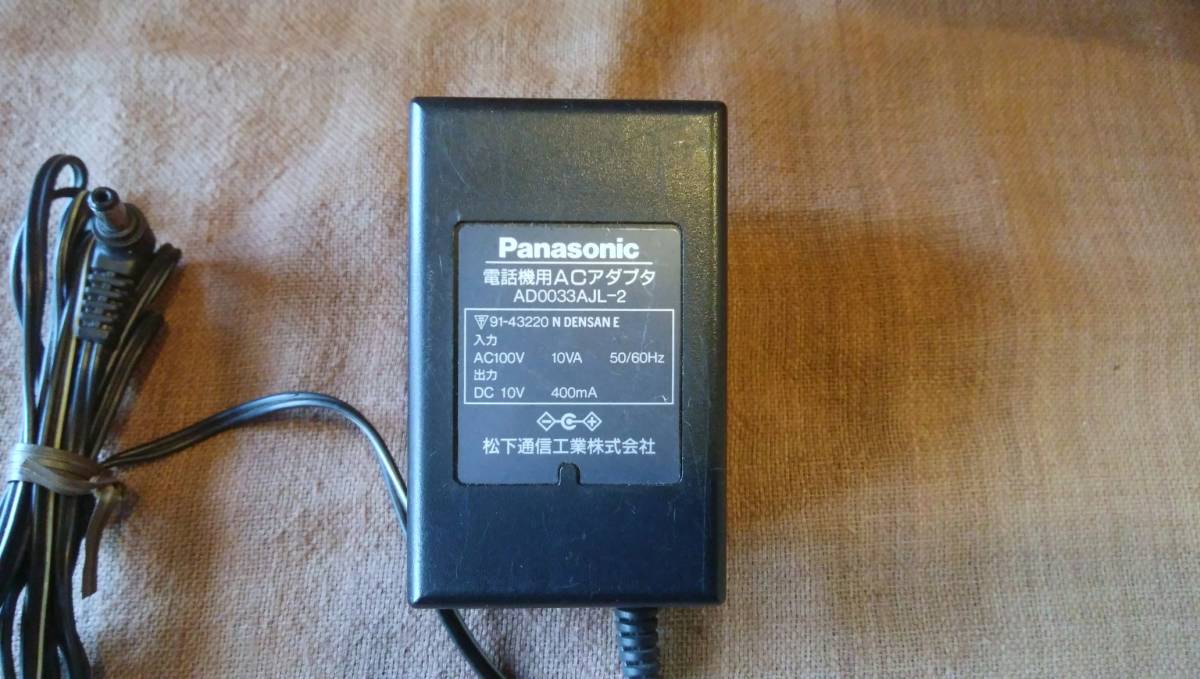 Panasonic
電話機用ACアダプタ
AD0033AJL-2
91-43220 N DENSAN E
入力
AC100V 10VA 50/60Hz
出力
DC 10V 400mA
松下通信工業株式会社